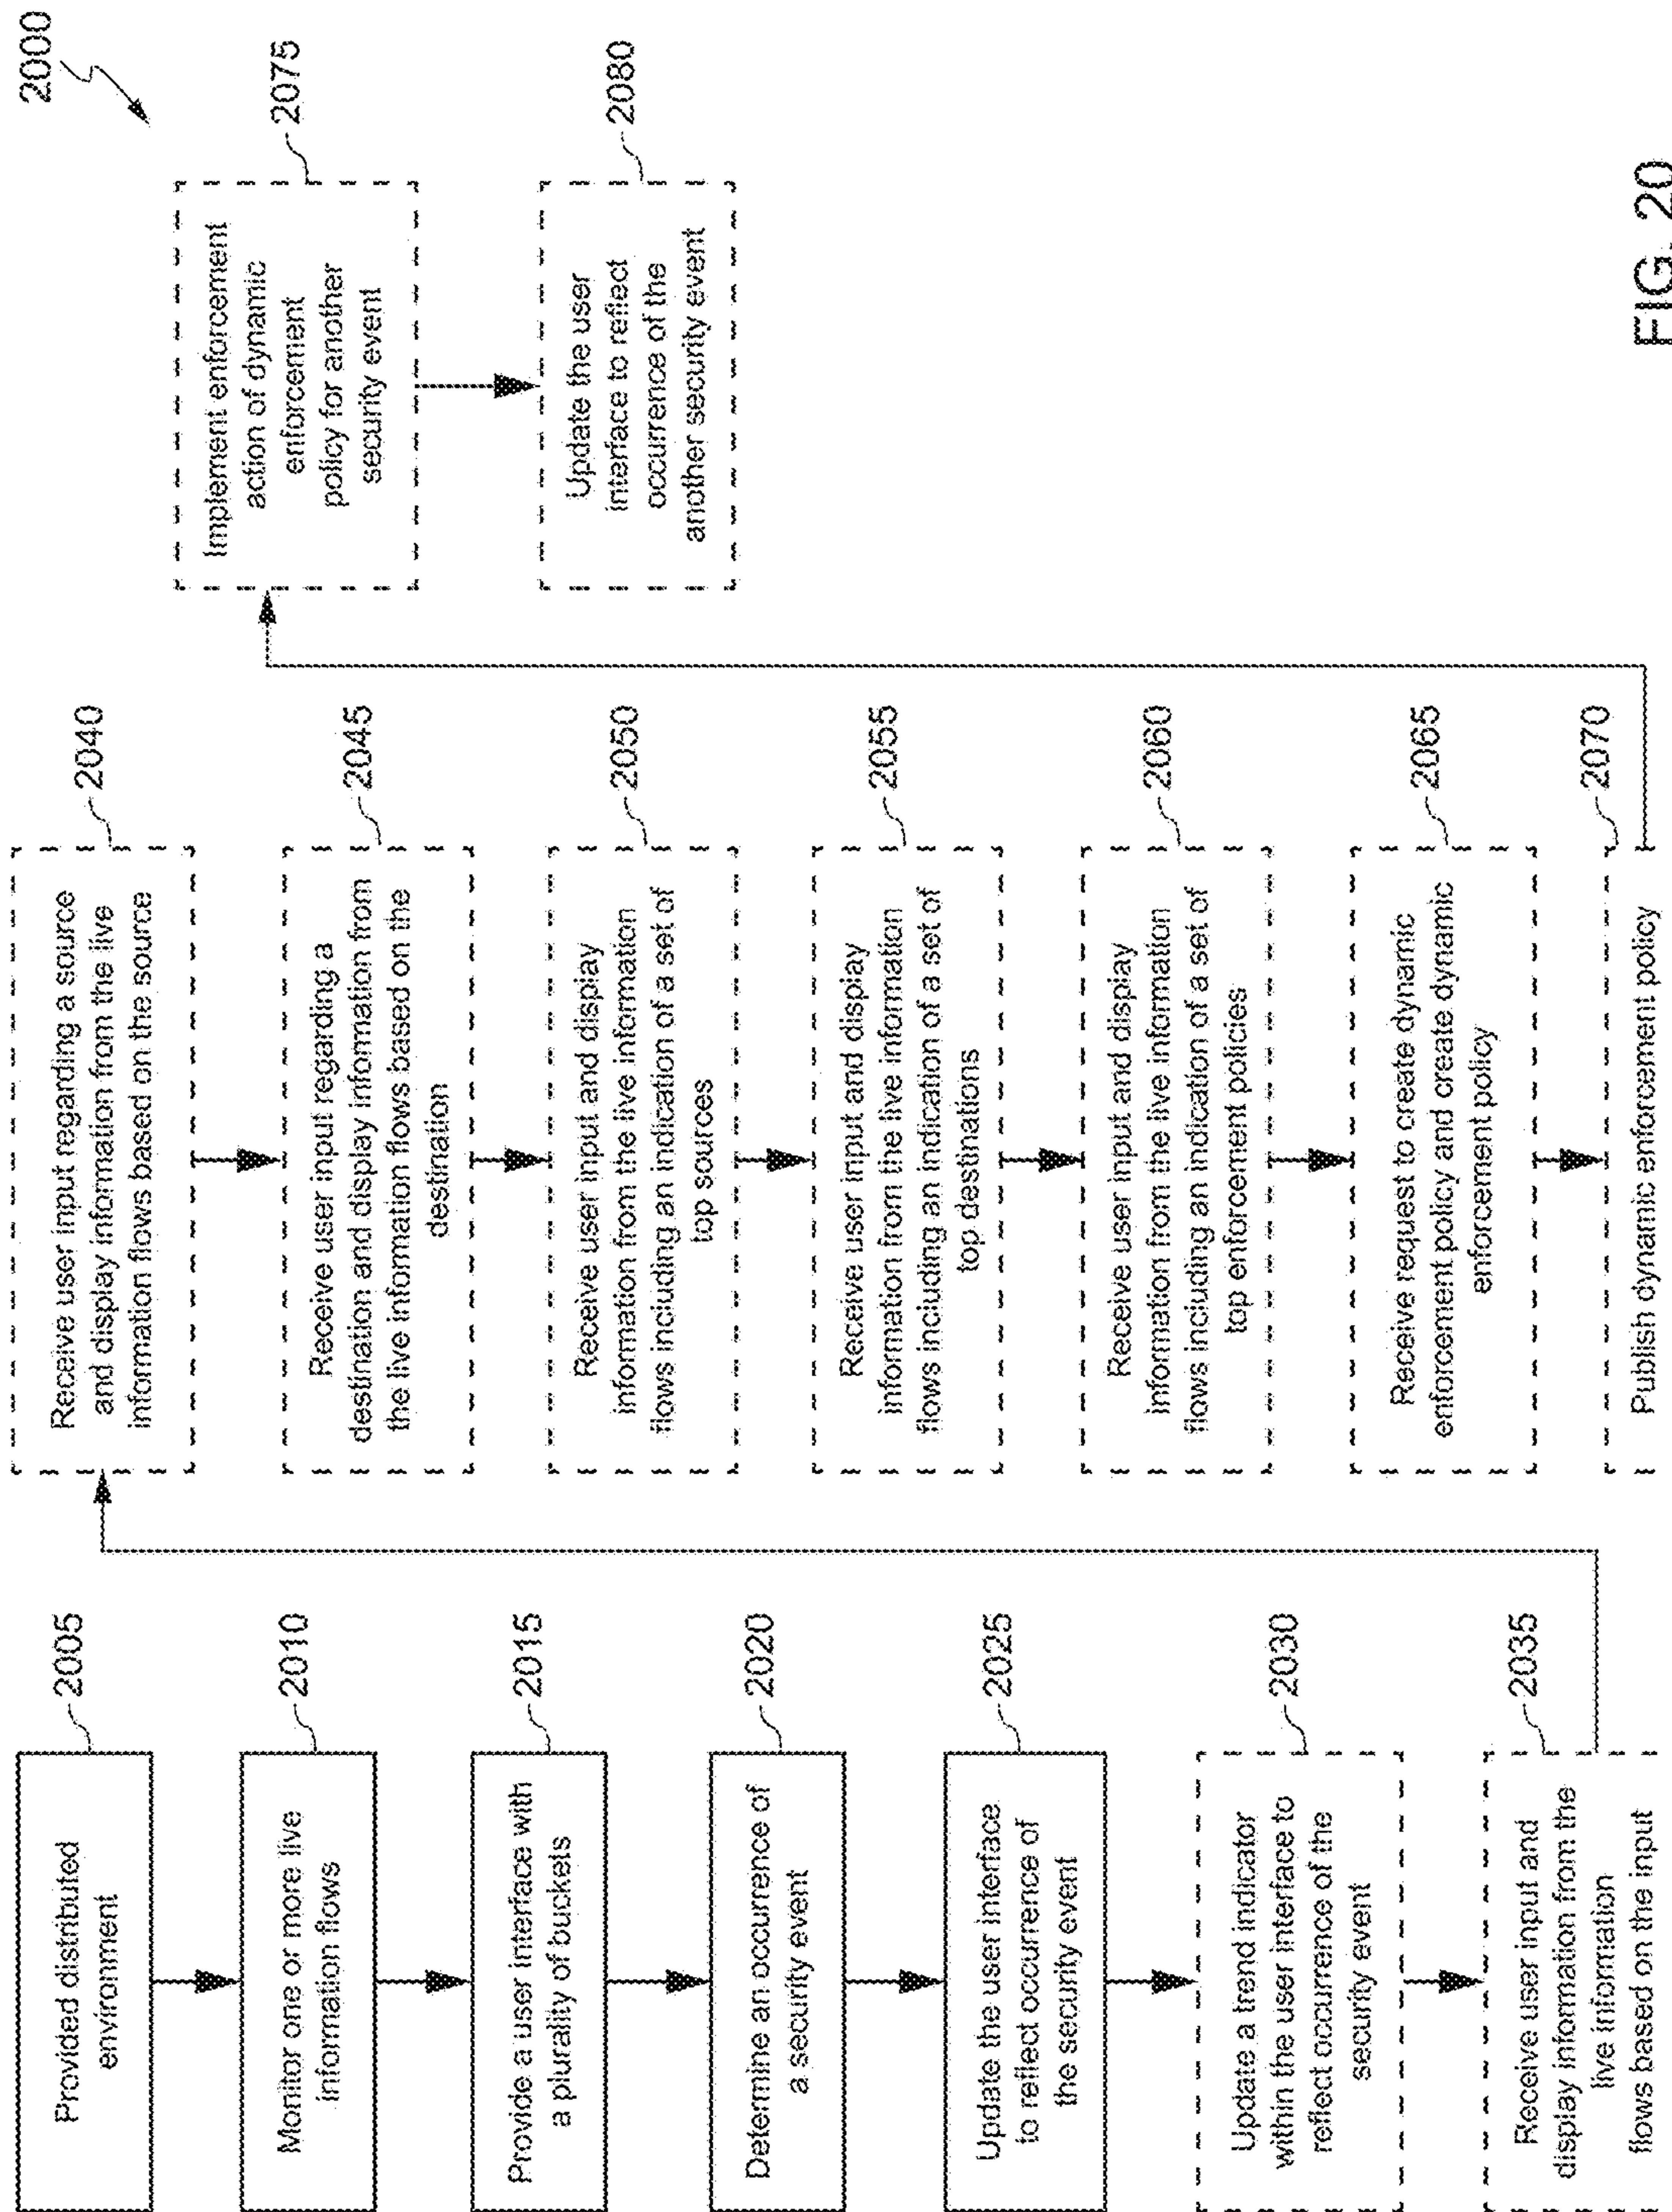 2000
Provided distributed
environment
2005
Monitor one or more live
information flows
2010
Provide a user interface with
a plurality of buckets
2015
Determine an occurrence of
a security event
2020
Update the user interface
to reflect occurrence of
the security event
2025
Update a trend indicator
within the user interface to
reflect occurrence of the
security event
2030
Receive user input and
display information from the
live information
flows based on the input
2035
Receive user input regarding a source
and display information from the live
information flows based on the source
2040
Receive user input regarding a
destination and display information from
the live information flows based on the
destination
2045
Receive user input and display
information from the live information
flows including an indication of a set of
top sources
2050
Receive user input and display
information from the live information
flows including an indication of a set of
top destinations
2055
Receive user input and display
information from the live information
flows including an indication of a set of
top enforcement policies
2060
Receive request to create dynamic
enforcement policy and create dynamic
enforcement policy
2065
Publish dynamic enforcement policy
2070
Implement enforcement
action of dynamic
enforcement
policy for another
security event
2075
Update the user
interface to reflect
occurrence of the
another security event
2080
FIG. 20